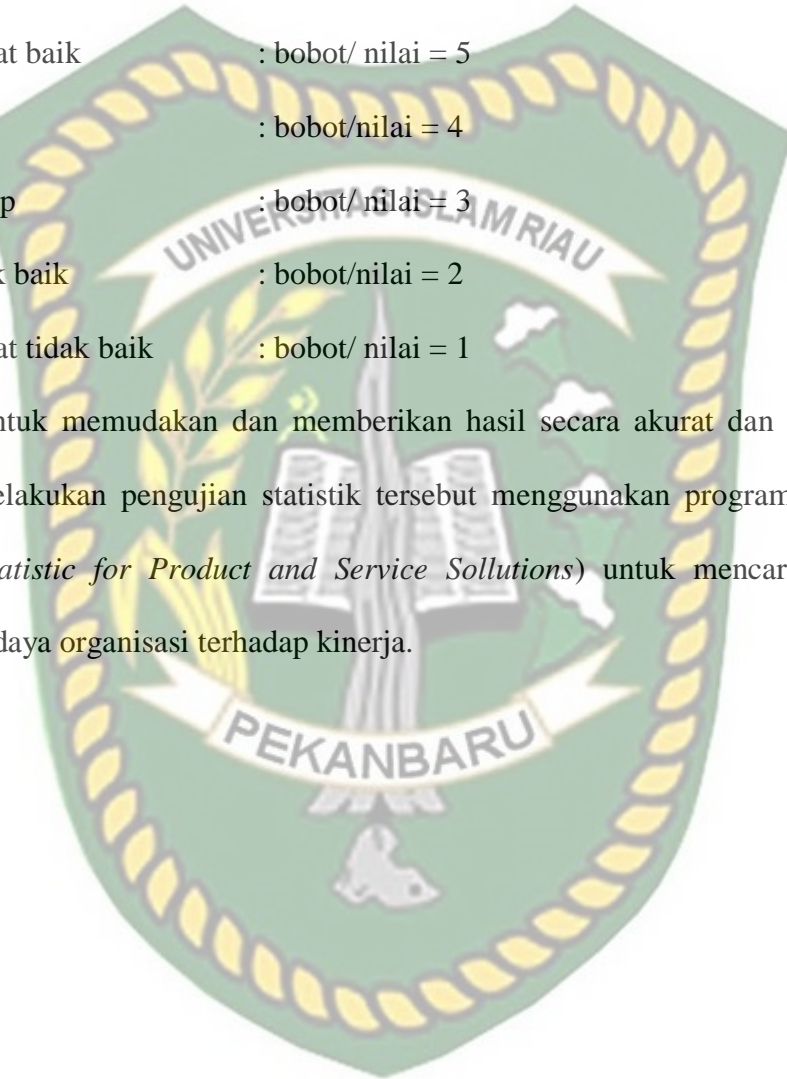 at baik : bobot/ nilai = 5
: bobot/nilai = 4
p : bobot/ nilai = 3
k baik : bobot/nilai = 2
at tidak baik : bobot/ nilai = 1
ntuk memudakan dan memberikan hasil secara akurat dan
elakukan pengujian statistik tersebut menggunakan program
atistic for Product and Service Sollutions) untuk mencar
daya organisasi terhadap kinerja.
UNIVERSITAS ISLAM RIAU
PEKANBARU